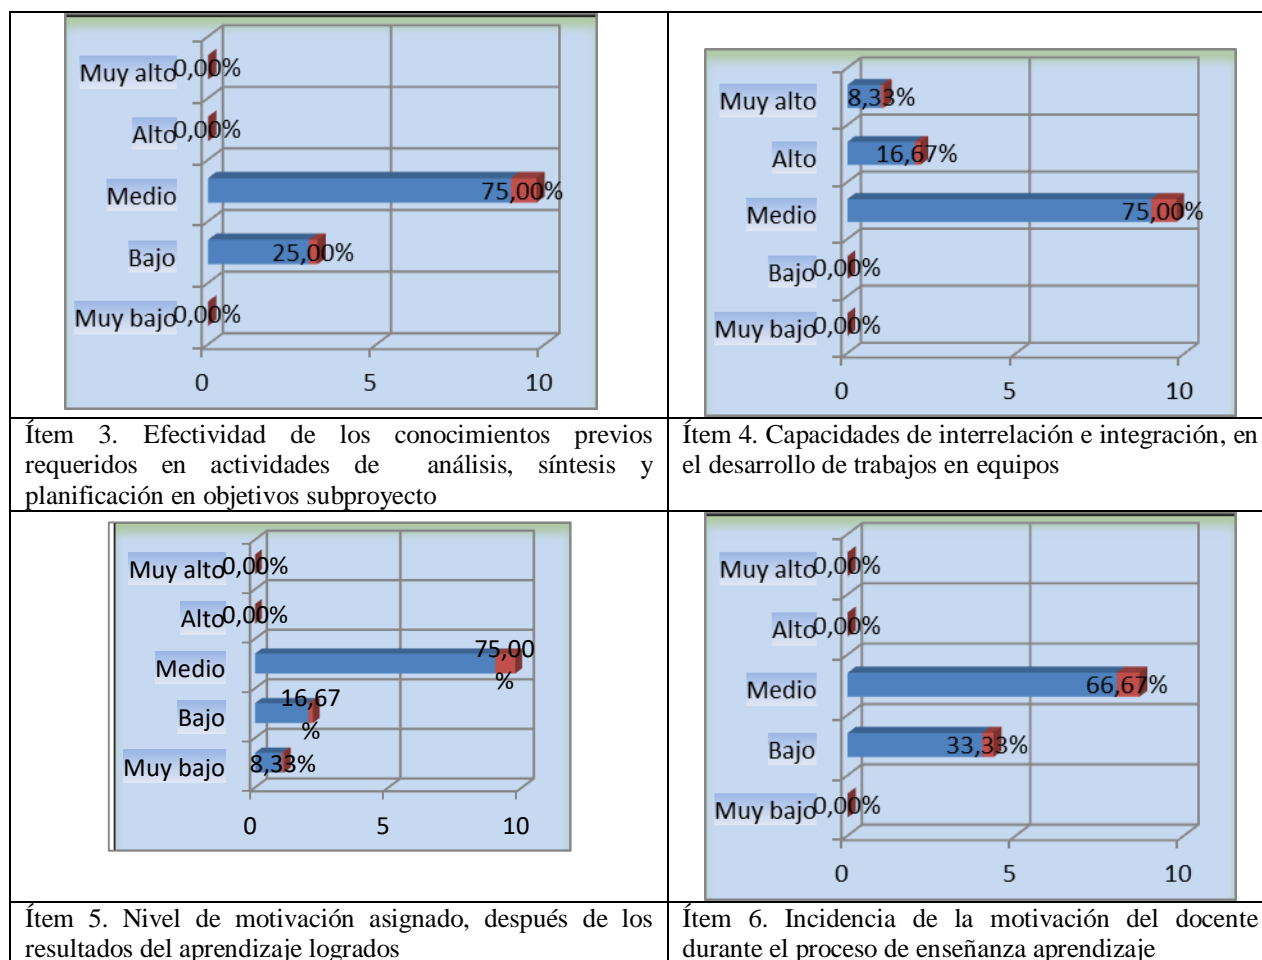 Muy alto 0,00%
Alto 0,00%
Medio 75,00%
Bajo 25,00%
Muy bajo 0,00%
0 5 10
Muy alto 8,33%
Alto 16,67%
Medio 75,00%
Bajo 0,00%
Muy bajo 0,00%
0 5 10
Ítem 3. Efectividad de los conocimientos previos
requeridos en actividades de análisis, síntesis y
planificación en objetivos subproyecto
Ítem 4. Capacidades de interrelación e integración, en
el desarrollo de trabajos en equipos
Muy alto 0,00%
Alto 0,00%
Medio 75,00
%
Bajo 16,67
%
Muy bajo 8,33%
0 5 10
Muy alto 0,00%
Alto 0,00%
Medio 66,67%
Bajo 33,33%
Muy bajo 0,00%
0 5 10
Ítem 5. Nivel de motivación asignado, después de los
resultados del aprendizaje logrados
Ítem 6. Incidencia de la motivación del docente
durante el proceso de enseñanza aprendizaje